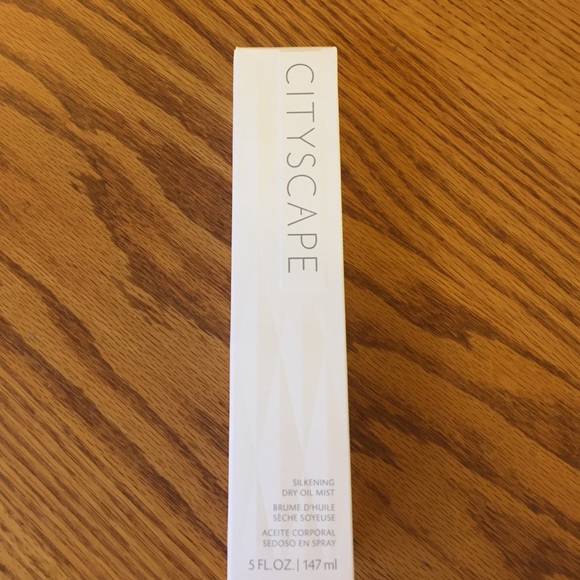 CITYSCAPE
SILKENING
DRY OIL MIST
BRUME D'HUILE
SÈCHE SOYEUSE
ACEITE CORPORAL
SEDOSO EN SPRAY
5 FL.OZ. | 147 ml